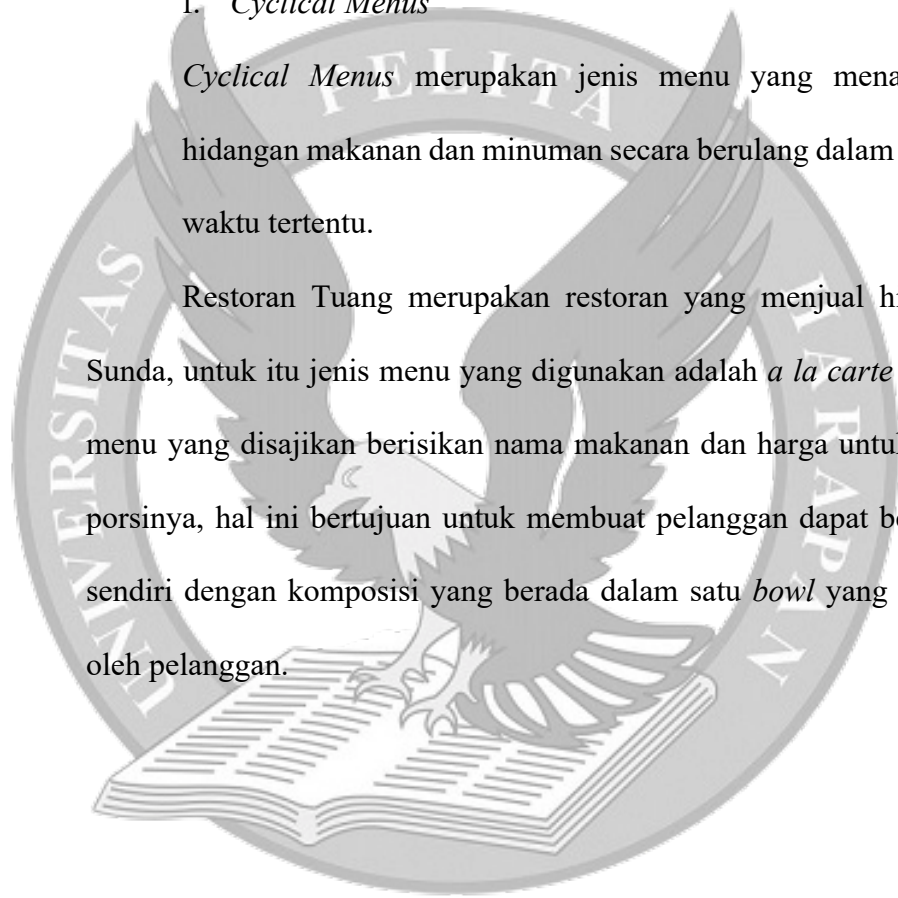 Cyclical Menus
Cyclical Menus merupakan jenis menu yang
hidangan makanan dan minuman secara berulang dalam
waktu tertentu.
Restoran Tuang merupakan restoran yang menjual
Sunda, untuk itu jenis menu yang digunakan adalah a la carte
menu yang disajikan berisikan nama makanan dan harga
porsinya, hal ini bertujuan untuk membuat pelanggan dapat
sendiri dengan komposisi yang berada dalam satu bowl yang
oleh pelanggan.
UNIVERSITAS PELITA HARAPAN